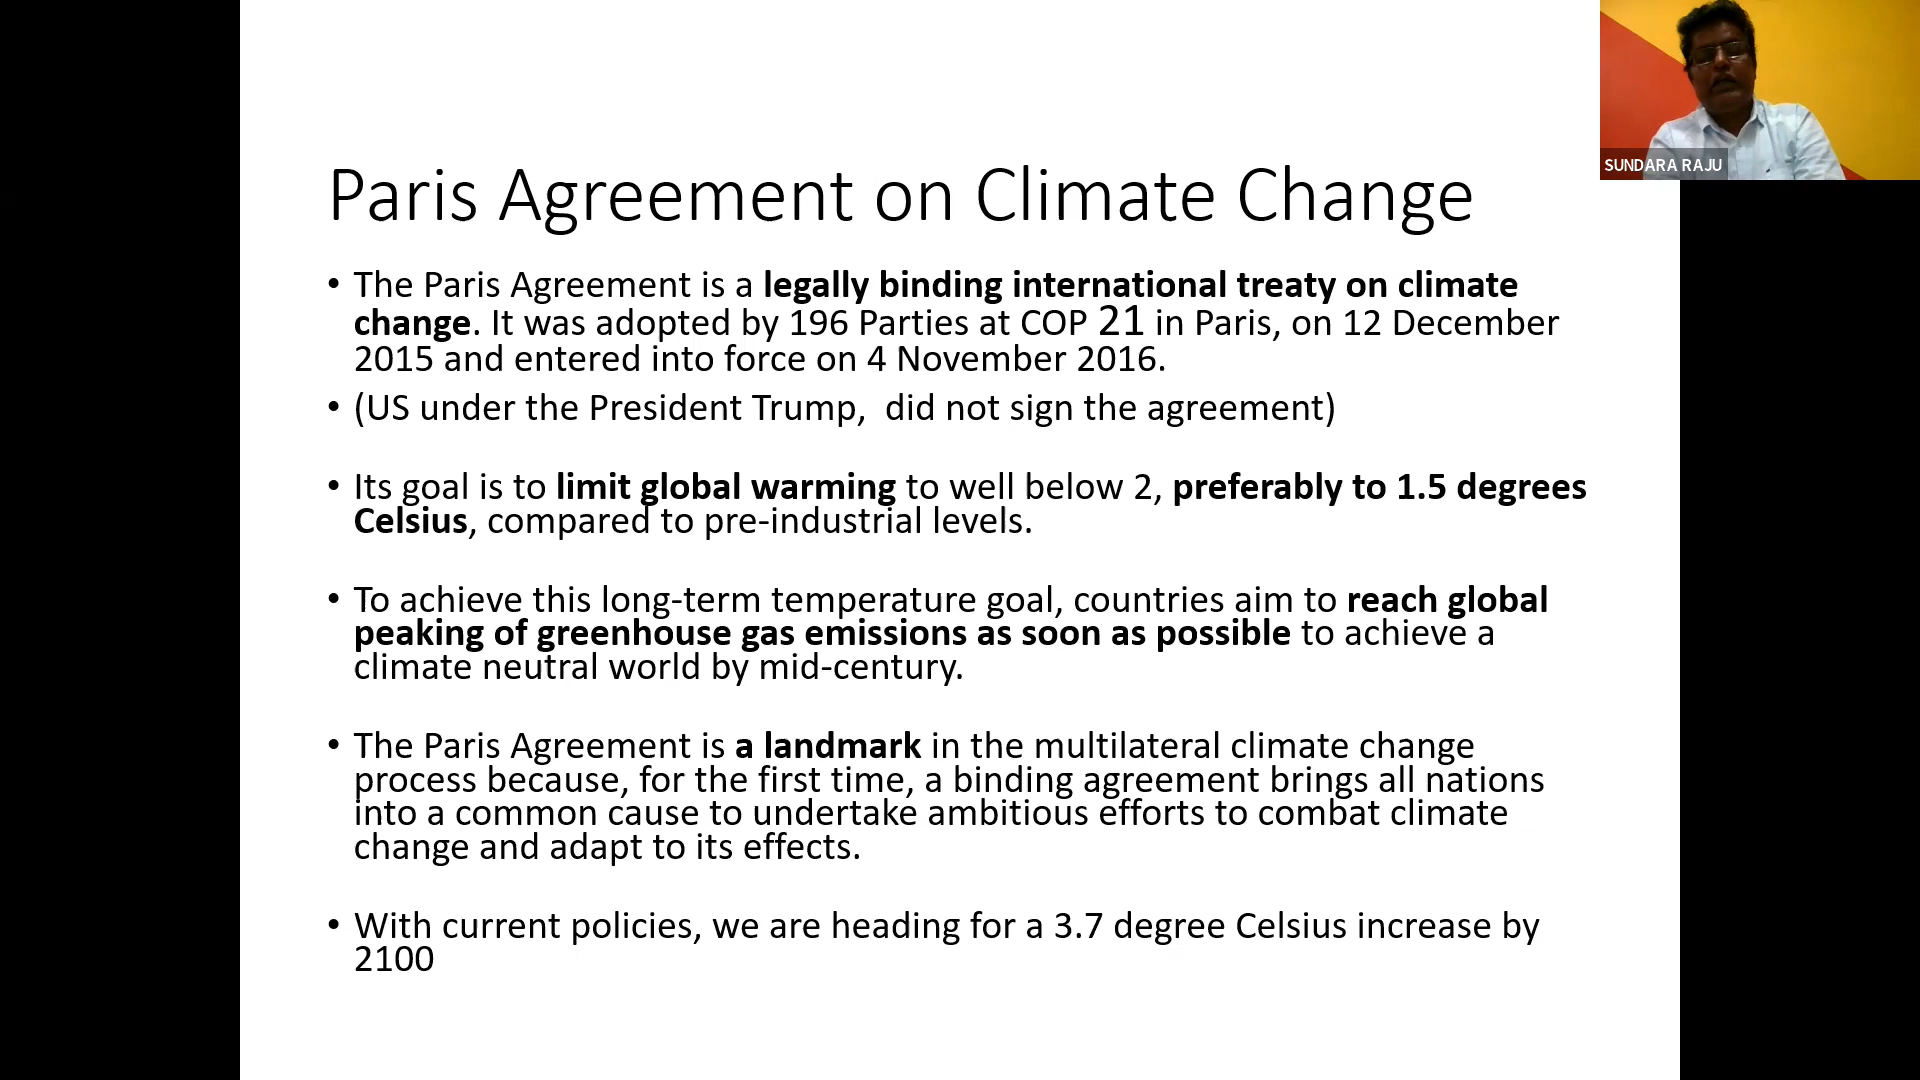 Paris Agreement on Climate Change
• The Paris Agreement is a legally binding international treaty on climate
change. It was adopted by 196 Parties at COP 21 in Paris, on 12 December
2015 and entered into force on 4 November 2016.
• (US under the President Trump,  did not sign the agreement)
• Its goal is to limit global warming to well below 2, preferably to 1.5 degrees
Celsius, compared to pre-industrial levels.
• To achieve this long-term temperature goal, countries aim to reach global
peaking of greenhouse gas emissions as soon as possible to achieve a
climate neutral world by mid-century.
• The Paris Agreement is a landmark in the multilateral climate change
process because, for the first time, a binding agreement brings all nations
into a common cause to undertake ambitious efforts to combat climate
change and adapt to its effects.
• With current policies, we are heading for a 3.7 degree Celsius increase by
2100
SUNDARA RAJU